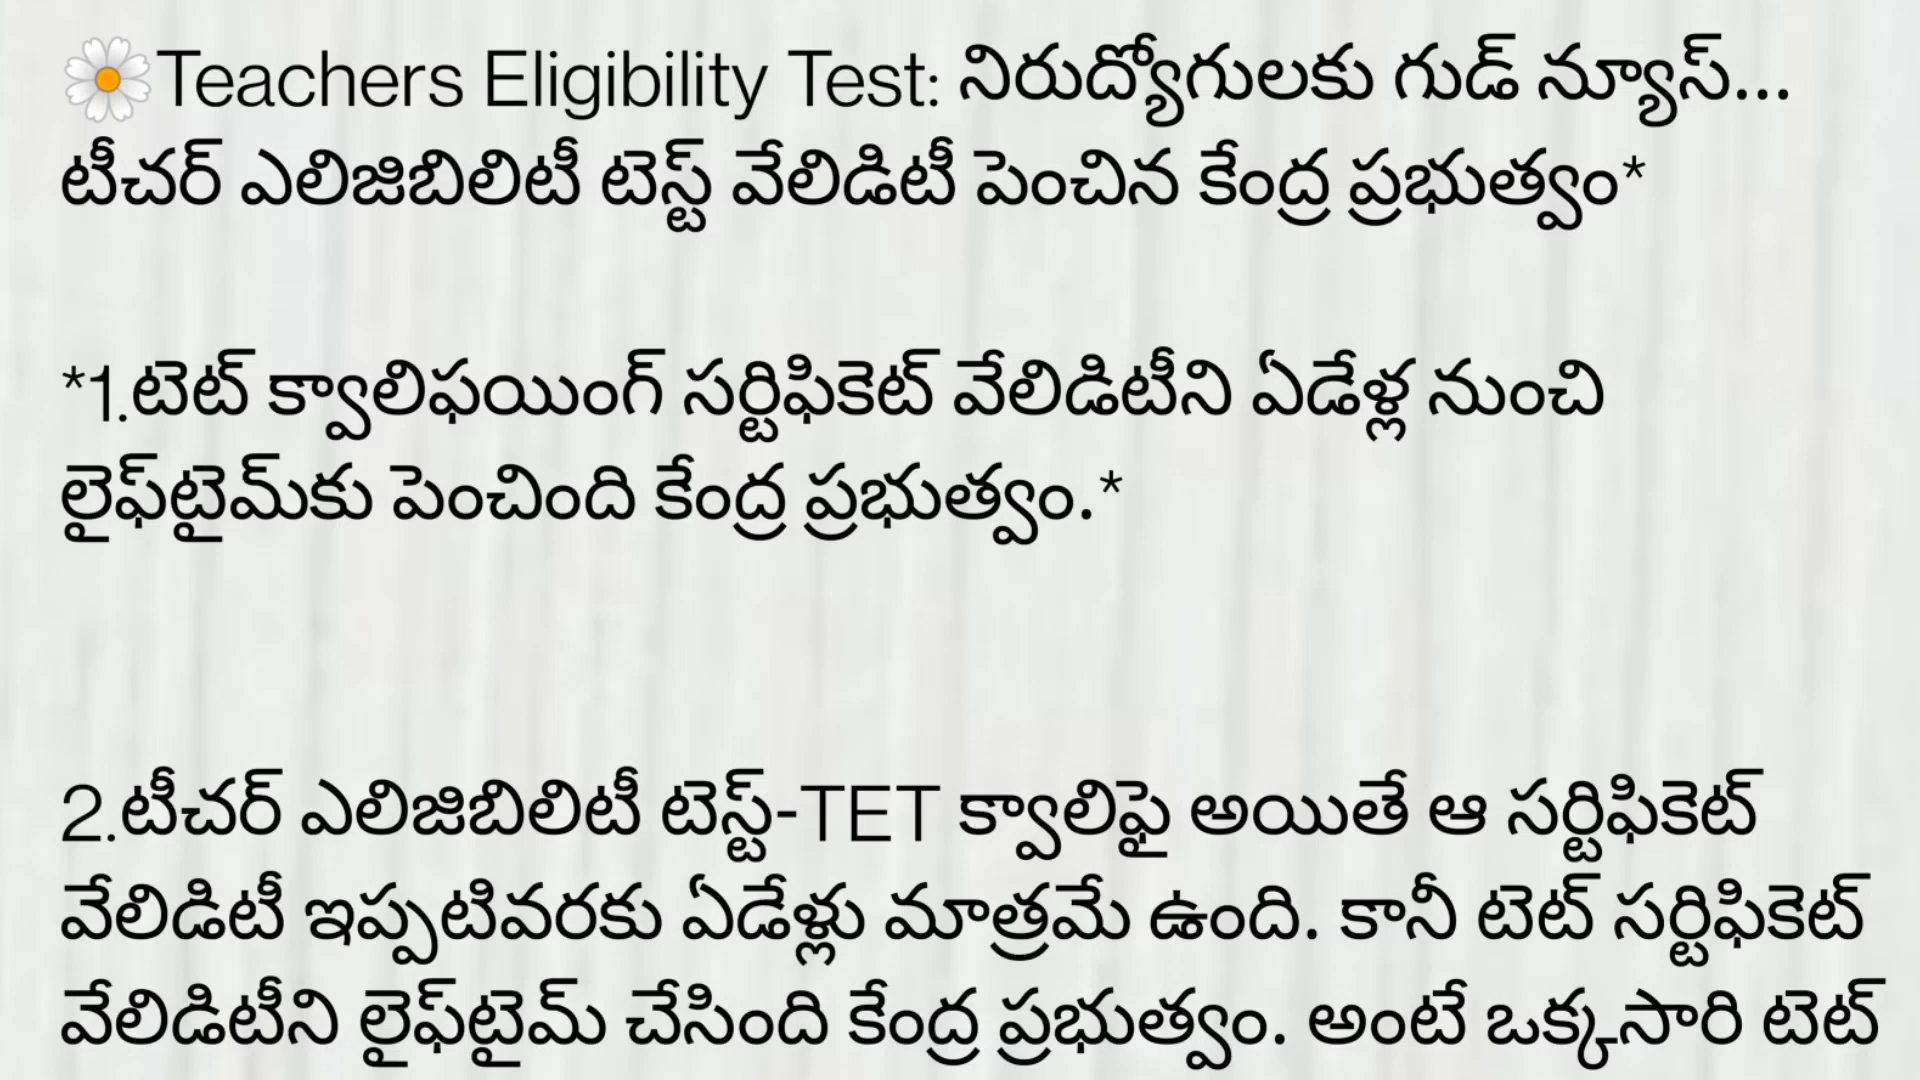 🌼Teachers Eligibility Test: నిరుద్యోగులకు గుడ్ న్యూస్...
టీచర్ ఎలిజిబిలిటీ టెస్ట్ వేలిడిటీ పెంచిన కేంద్ర ప్రభుత్వం*
*1.టెట్ క్వాలిఫయింగ్ సర్టిఫికెట్ వేలిడిటీని ఏడేళ్ల నుంచి
లైఫ్‌టైమ్‌కు పెంచింది కేంద్ర ప్రభుత్వం.*
2.టీచర్ ఎలిజిబిలిటీ టెస్ట్-TET క్వాలిఫై అయితే ఆ సర్టిఫికెట్
వేలిడిటీ ఇప్పటివరకు ఏడేళ్లు మాత్రమే ఉంది. కానీ టెట్ సర్టిఫికెట్
వేలిడిటీని లైఫ్‌టైమ్ చేసింది కేంద్ర ప్రభుత్వం. అంటే ఒక్కసారి టెట్